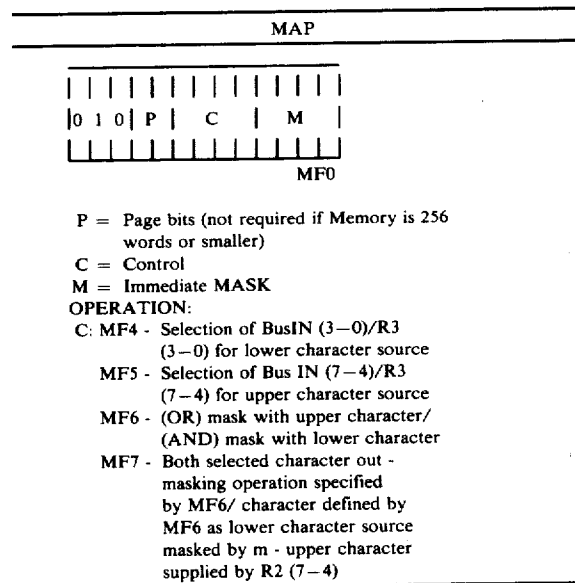 MAP
0 1 0 P C M
MF0
P = Page bits (not required if Memory is 256
words or smaller)
C = Control
M = Immediate MASK
OPERATION:
C: MF4 - Selection of BusIN (3−0)/R3
(3−0) for lower character source
MF5 - Selection of Bus IN (7−4)/R3
(7−4) for upper character source
MF6 - (OR) mask with upper character/
(AND) mask with lower character
MF7 - Both selected character out -
masking operation specified
by MF6/ character defined by
MF6 as lower character source
masked by m - upper character
supplied by R2 (7−4)